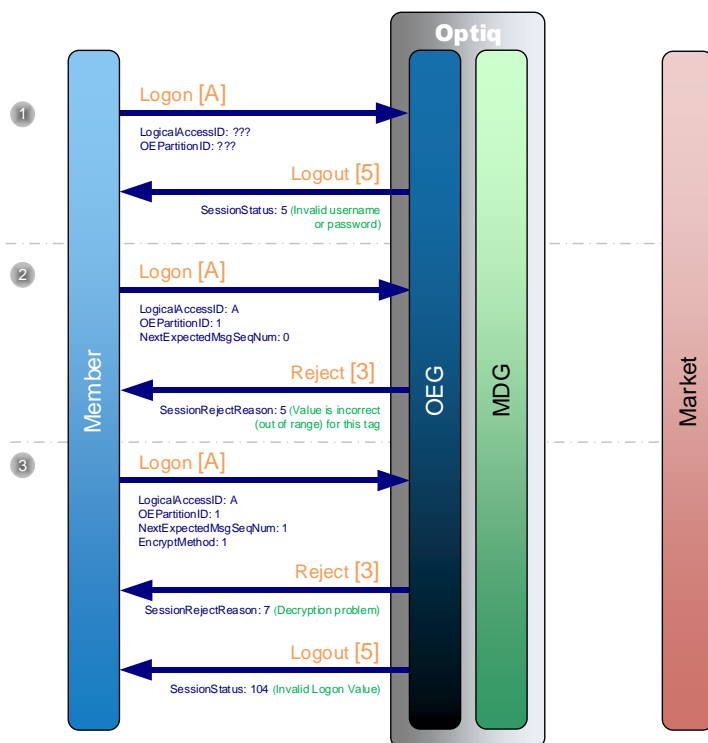 Optiq
Logon [A]
1
LogicalAccessID: ???
OEPartitionID: ???
Logout [5]
SessionStatus: 5 (Invalid username
or password)
2
Logon [A]
LogicalAccessID: A
OEPartitionID: 1
NextExpectedMsgSeqNum: 0
Reject [3]
SessionRejectReason: 5 (Value is incorrect
(out of range) for this tag
Member
OEG
MDG
Market
3
Logon [A]
LogicalAccessID: A
OEPartitionID: 1
NextExpectedMsgSeqNum: 1
EncryptMethod: 1
Reject [3]
SessionRejectReason: 7 (Decryption problem)
Logout [5]
SessionStatus: 104 (Invalid Logon Value)